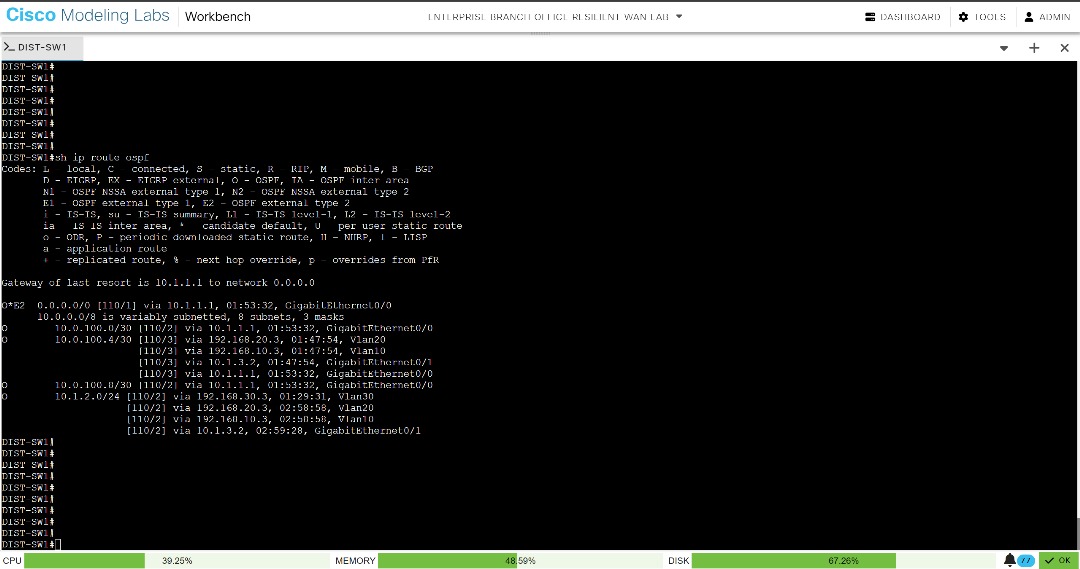 Cisco Modeling Labs
Workbench
ENTERPRISE BRANCH OFFICE RESILIENT WAN LAB
DASHBOARD
TOOLS
ADMIN
>_ DIST-SW1
DIST-SW1#
DIST-SW1#
DIST-SW1#
DIST-SW1#
DIST-SW1#
DIST-SW1#
DIST-SW1#
DIST-SW1#
DIST-SW1#sh ip route ospf
Codes: L - local, C - connected, S - static, R - RIP, M - mobile, B - BGP
D - EIGRP, EX - EIGRP external, O - OSPF, IA - OSPF inter area
N1 - OSPF NSSA external type 1, N2 - OSPF NSSA external type 2
E1 - OSPF external type 1, E2 - OSPF external type 2
i - IS-IS, su - IS-IS summary, L1 - IS-IS level-1, L2 - IS-IS level-2
ia - IS-IS inter area, * - candidate default, U - per-user static route
o - ODR, P - periodic downloaded static route, H - NHRP, l - LISP
a - application route
+ - replicated route, % - next hop override, p - overrides from PfR
Gateway of last resort is 10.1.1.1 to network 0.0.0.0
O*E2 0.0.0.0/0 [110/1] via 10.1.1.1, 01:53:32, GigabitEthernet0/0
10.0.0.0/8 is variably subnetted, 8 subnets, 3 masks
O 10.0.100.0/30 [110/2] via 10.1.1.1, 01:53:32, GigabitEthernet0/0
O 10.0.100.4/30 [110/3] via 192.168.20.3, 01:47:54, Vlan20
[110/3] via 192.168.10.3, 01:47:54, Vlan10
[110/3] via 10.1.3.2, 01:47:54, GigabitEthernet0/1
[110/3] via 10.1.1.1, 01:53:32, GigabitEthernet0/0
O 10.0.100.8/30 [110/2] via 10.1.1.1, 01:53:32, GigabitEthernet0/0
O 10.1.2.0/24 [110/2] via 192.168.30.3, 01:29:31, Vlan30
[110/2] via 192.168.20.3, 02:58:58, Vlan20
[110/2] via 192.168.10.3, 02:58:58, Vlan10
[110/2] via 10.1.3.2, 02:59:28, GigabitEthernet0/1
DIST-SW1#
DIST-SW1#
DIST-SW1#
DIST-SW1#
DIST-SW1#
DIST-SW1#
DIST-SW1#
DIST-SW1#
DIST-SW1#
DIST-SW1#
CPU 39.25% MEMORY 48.59% DISK 67.26% 77 OK